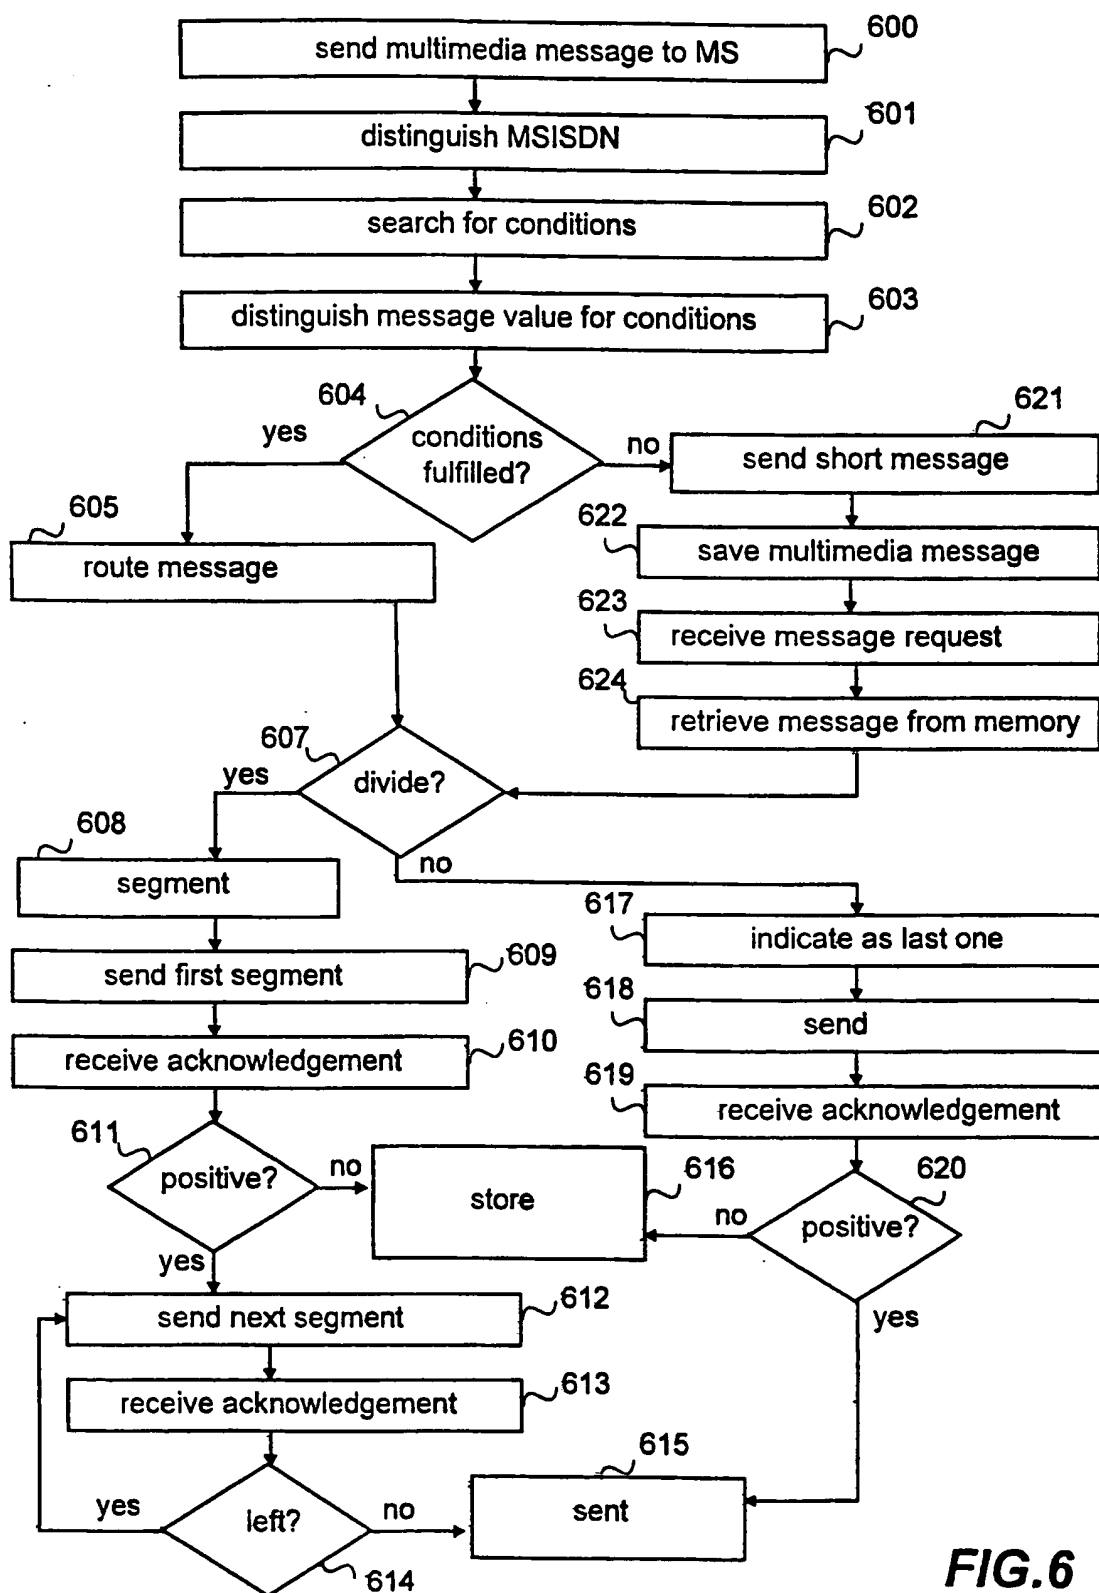 send multimedia message to MS
600
distinguish MSISDN
601
search for conditions
602
distinguish message value for conditions
603
604
conditions
fulfilled?
yes
no
621
send short message
605
route message
622
save multimedia message
623
receive message request
624
retrieve message from memory
607
divide?
yes
no
608
segment
617
indicate as last one
send first segment
609
618
send
receive acknowledgement
610
619
receive acknowledgement
611
positive?
no
store
616
620
positive?
no
yes
yes
send next segment
612
receive acknowledgement
613
615
sent
left?
yes
no
614
FIG.6